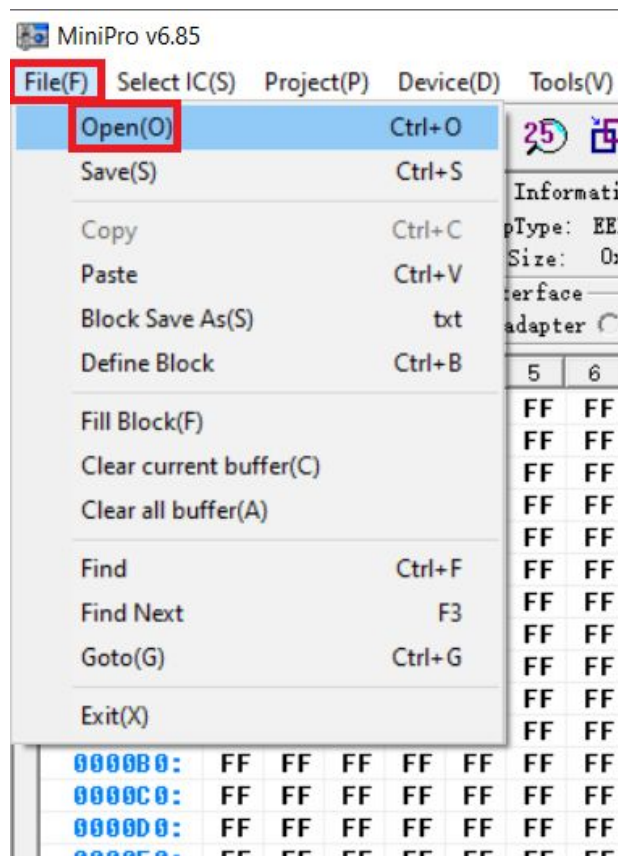 MiniPro v6.85
File(F) Select IC(S) Project(P) Device(D) Tools(V)
Open(O) Ctrl+O
25
Save(S) Ctrl+S
Copy Ctrl+C
Paste Ctrl+V
Block Save As(S) txt
Define Block Ctrl+B
5 6
Fill Block(F)
FF FF
FF FF
Clear current buffer(C)
FF FF
Clear all buffer(A)
FF FF
FF FF
Find Ctrl+F
FF FF
Find Next F3
FF FF
FF FF
Goto(G) Ctrl+G
FF FF
FF FF
Exit(X)
FF FF
0000B0: FF FF FF FF FF FF FF
0000C0: FF FF FF FF FF FF FF
0000D0: FF FF FF FF FF FF FF